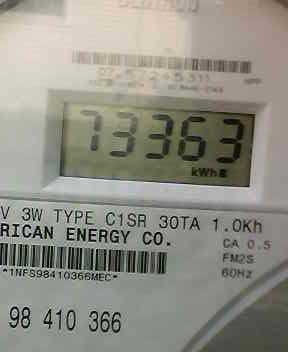 73363
kWh
V 3W TYPE C1SR 30TA 1.0Kh
RICAN ENERGY CO.
CA 0.5
FM2S
60Hz
*1NFS98410366MEC*
98 410 366